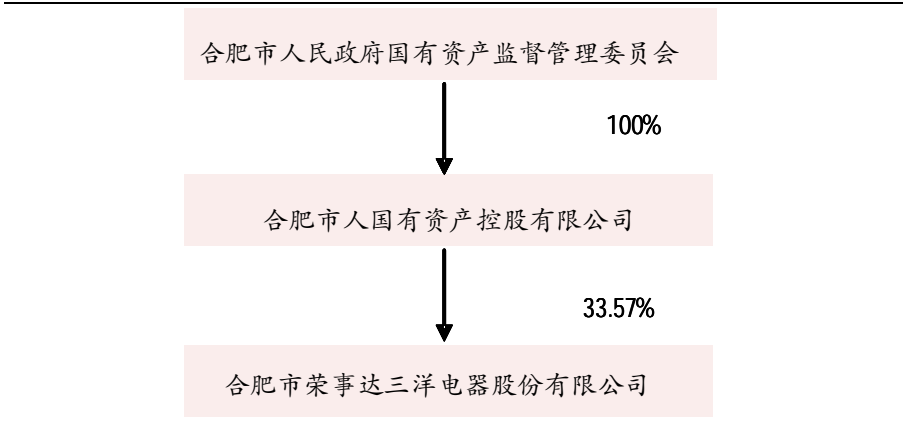 合肥市人民政府国有资产监督管理委员会
100%
合肥市人国有资产控股有限公司
33.57%
合肥市荣事达三洋电器股份有限公司